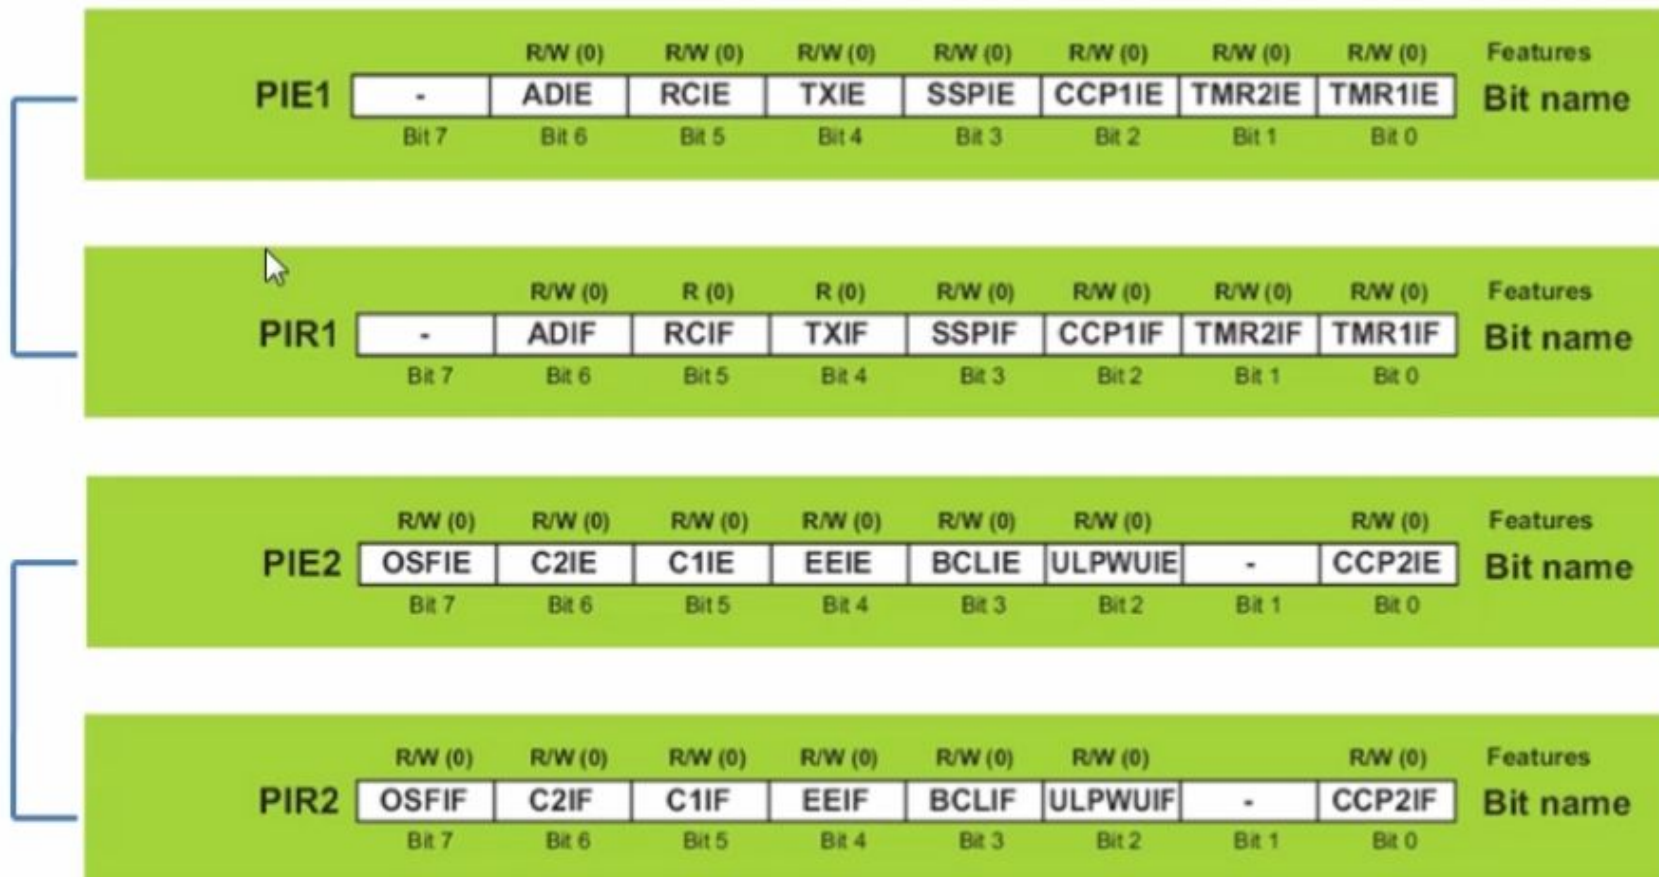 R/W (0) R/W (0) R/W (0) R/W (0) R/W (0) R/W (0) R/W (0) Features
PIE1 - ADIE RCIE TXIE SSPIE CCP1IE TMR2IE TMR1IE Bit name
Bit 7 Bit 6 Bit 5 Bit 4 Bit 3 Bit 2 Bit 1 Bit 0
R/W (0) R (0) R (0) R/W (0) R/W (0) R/W (0) R/W (0) Features
PIR1 - ADIF RCIF TXIF SSPIF CCP1IF TMR2IF TMR1IF Bit name
Bit 7 Bit 6 Bit 5 Bit 4 Bit 3 Bit 2 Bit 1 Bit 0
R/W (0) R/W (0) R/W (0) R/W (0) R/W (0) R/W (0) R/W (0) Features
PIE2 OSFIE C2IE C1IE EEIE BCLIE ULPWUIE - CCP2IE Bit name
Bit 7 Bit 6 Bit 5 Bit 4 Bit 3 Bit 2 Bit 1 Bit 0
R/W (0) R/W (0) R/W (0) R/W (0) R/W (0) R/W (0) R/W (0) Features
PIR2 OSFIF C2IF C1IF EEIF BCLIF ULPWUIF - CCP2IF Bit name
Bit 7 Bit 6 Bit 5 Bit 4 Bit 3 Bit 2 Bit 1 Bit 0